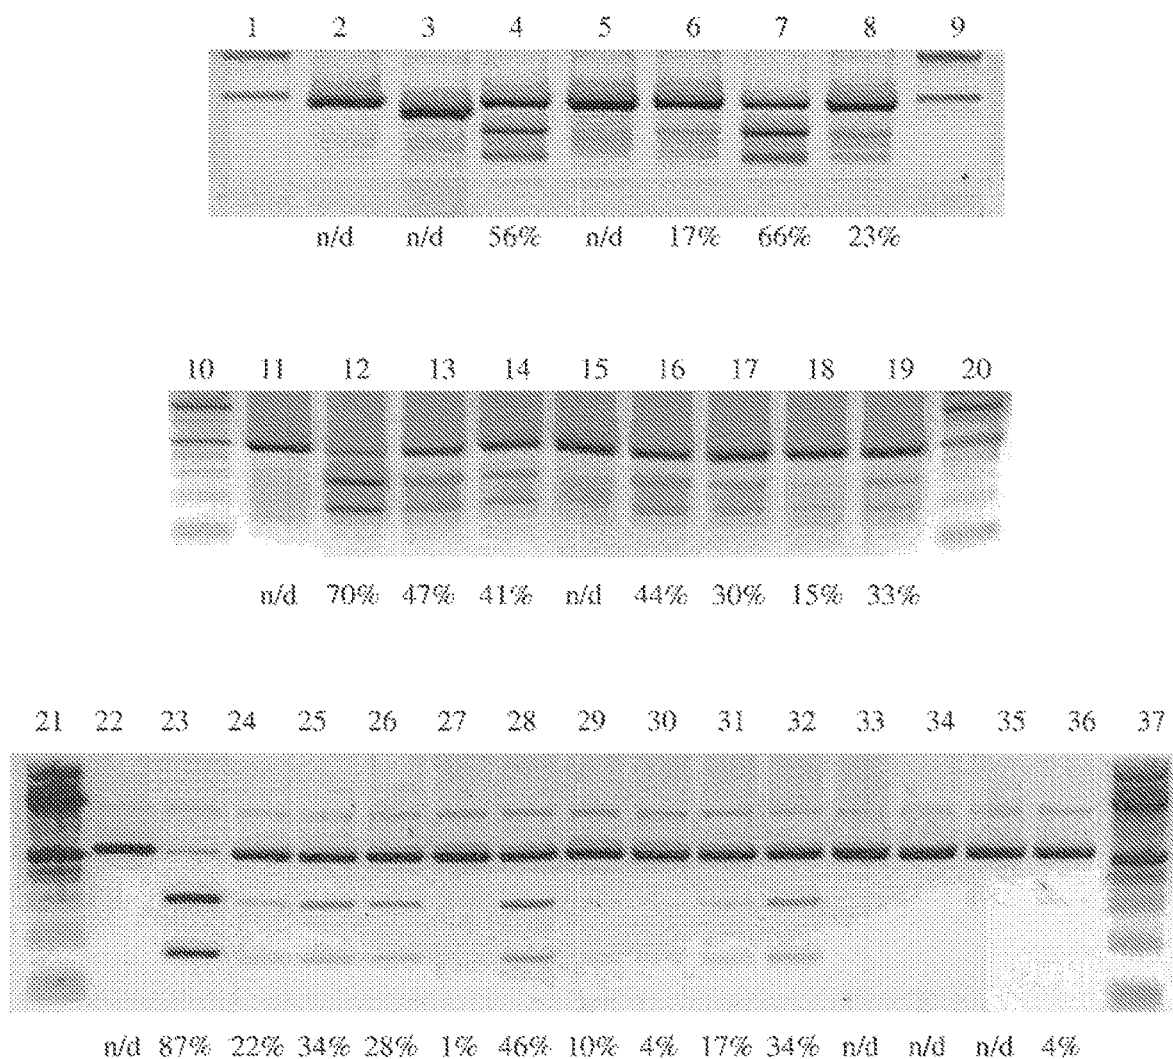 1 2 3 4 5 6 7 8 9
n/d n/d 56% n/d 17% 66% 23%
10 11 12 13 14 15 16 17 18 19 20
n/d 70% 47% 41% n/d 44% 30% 15% 33%
21 22 23 24 25 26 27 28 29 30 31 32 33 34 35 36 37
n/d 87% 22% 34% 28% 1% 46% 10% 4% 17% 34% n/d n/d n/d 4%